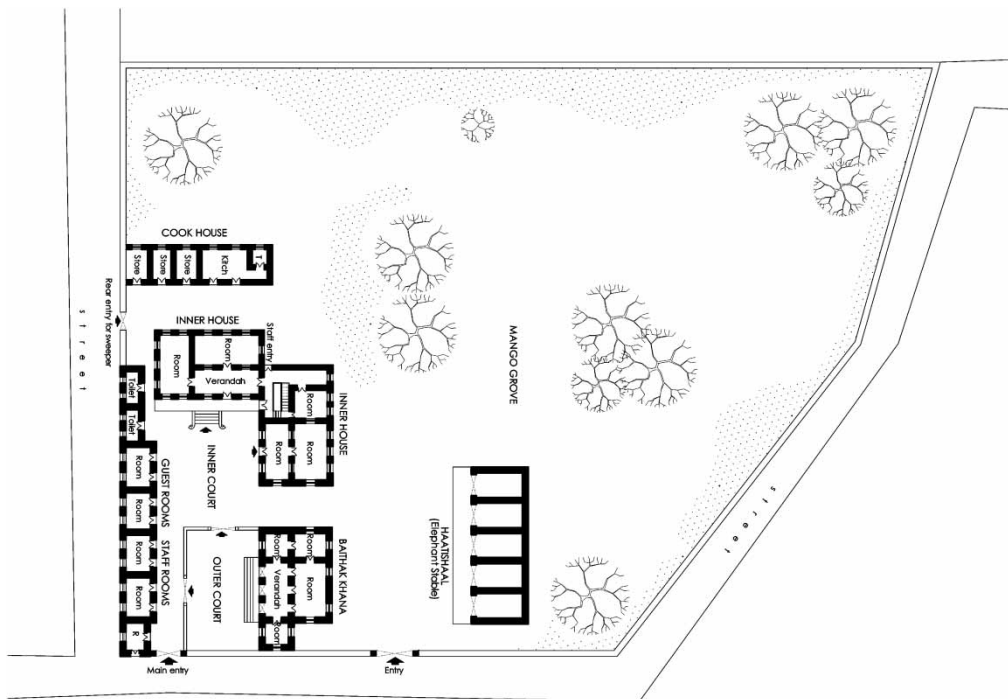 COOK HOUSE
Store
Store
Store
Kitch
T
Rear entry for sweeper
street
INNER HOUSE
Staff entry
Room
Room
Verandah
Room
Room
Room
INNER HOUSE
Toilet
Toilet
INNER COURT
GUEST ROOMS
Room
Room
STAFF ROOMS
Room
Room
R
OUTER COURT
Room
Room
Verandah
Room
Room
BAITHAK KHANA
MANGO GROVE
HAATISHAAL
(Elephant Stable)
street
Main entry
Entry